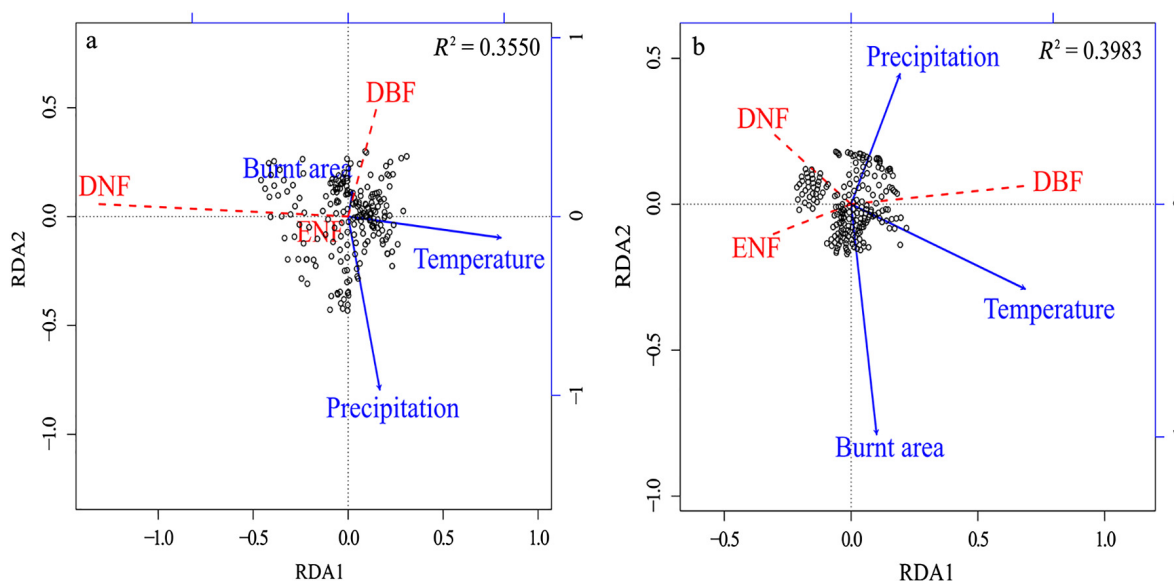 a
R² = 0.3550
DBF
Burnt area
DNF
ENF
Temperature
Precipitation
0.5
0.0
−0.5
−1.0
RDA2
1
0
−1
−1.0
−0.5
0.0
0.5
1.0
RDA1
b
R² = 0.3983
Precipitation
DNF
DBF
ENF
Temperature
Burnt area
0.5
0.0
−0.5
−1.0
RDA2
−0.5
0.0
0.5
1.0
RDA1